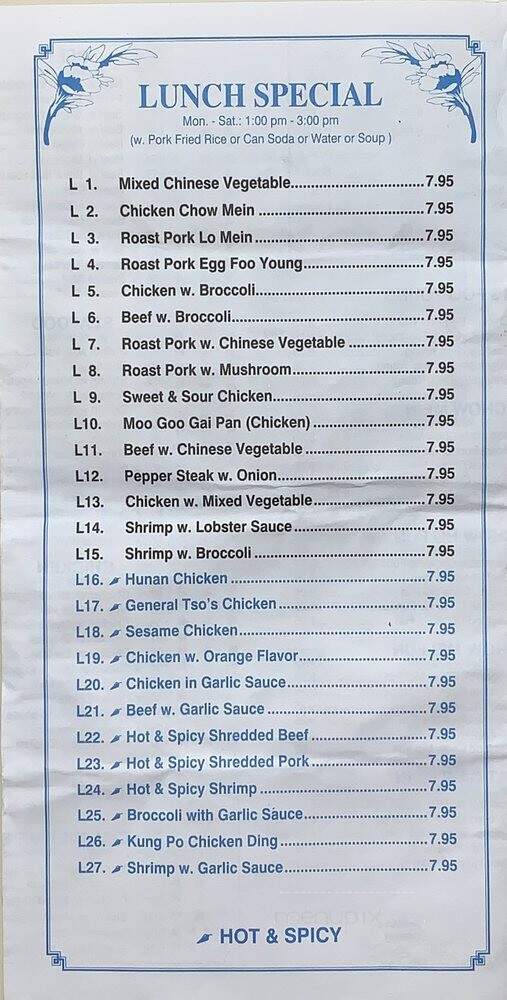 LUNCH SPECIAL
Mon. - Sat.: 1:00 pm - 3:00 pm
(w. Pork Fried Rice or Can Soda or Water or Soup )
L 1. Mixed Chinese Vegetable.................................7.95
L 2. Chicken Chow Mein .........................................7.95
L 3. Roast Pork Lo Mein..........................................7.95
L 4. Roast Pork Egg Foo Young..............................7.95
L 5. Chicken w. Broccoli..........................................7.95
L 6. Beef w. Broccoli................................................7.95
L 7. Roast Pork w. Chinese Vegetable ...................7.95
L 8. Roast Pork w. Mushroom.................................7.95
L 9. Sweet & Sour Chicken......................................7.95
L10. Moo Goo Gai Pan (Chicken) ............................7.95
L11. Beef w. Chinese Vegetable ..............................7.95
L12. Pepper Steak w. Onion.....................................7.95
L13. Chicken w. Mixed Vegetable............................7.95
L14. Shrimp w. Lobster Sauce.................................7.95
L15. Shrimp w. Broccoli ...........................................7.95
L16. Hunan Chicken .................................................7.95
L17. General Tso's Chicken.....................................7.95
L18. Sesame Chicken...............................................7.95
L19. Chicken w. Orange Flavor................................7.95
L20. Chicken in Garlic Sauce...................................7.95
L21. Beef w. Garlic Sauce ........................................7.95
L22. Hot & Spicy Shredded Beef .............................7.95
L23. Hot & Spicy Shredded Pork.............................7.95
L24. Hot & Spicy Shrimp ..........................................7.95
L25. Broccoli with Garlic Sauce...............................7.95
L26. Kung Po Chicken Ding .....................................7.95
L27. Shrimp w. Garlic Sauce....................................7.95
HOT & SPICY